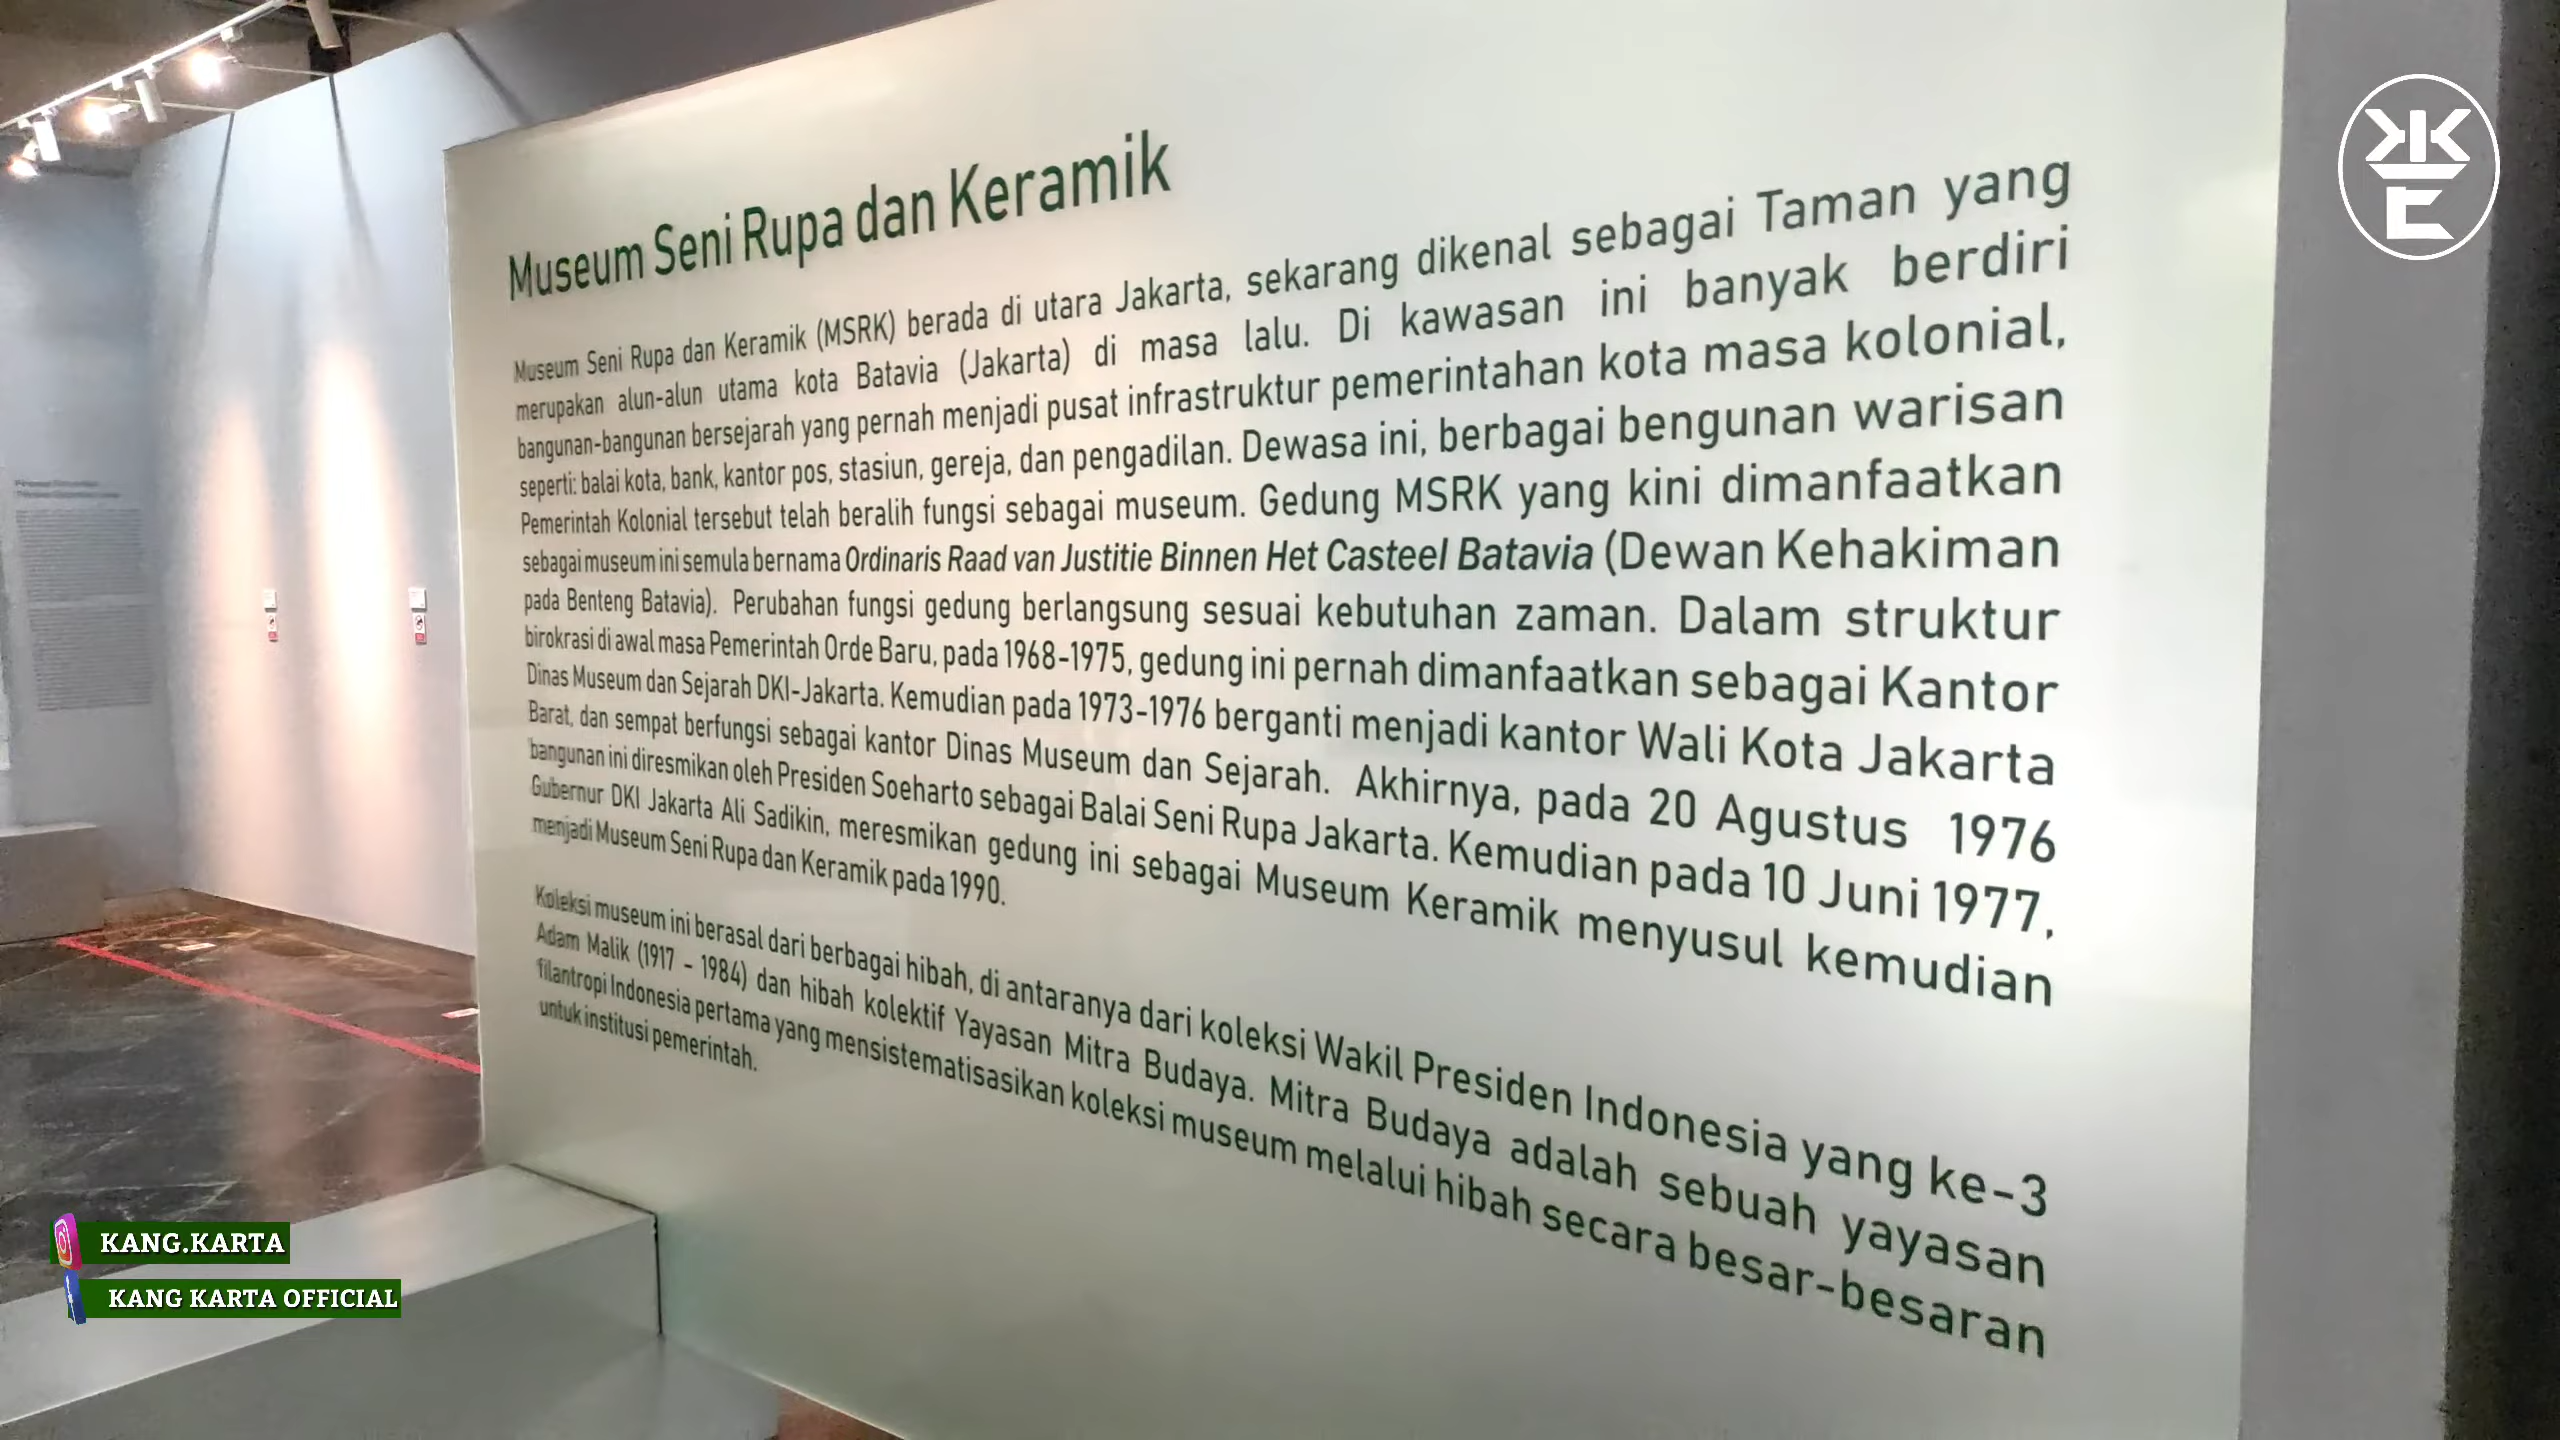 Museum Seni Rupa dan Keramik
Museum Seni Rupa dan Keramik (MSRK) berada di utara Jakarta, sekarang dikenal sebagai Taman yang
merupakan alun-alun utama kota Batavia (Jakarta) di masa lalu. Di kawasan ini banyak berdiri
bangunan-bangunan bersejarah yang pernah menjadi pusat infrastruktur pemerintahan kota masa kolonial,
seperti: balai kota, bank, kantor pos, stasiun, gereja, dan pengadilan. Dewasa ini, berbagai bengunan warisan
Pemerintah Kolonial tersebut telah beralih fungsi sebagai museum. Gedung MSRK yang kini dimanfaatkan
sebagai museum ini semula bernama Ordinaris Raad van Justitie Binnen Het Casteel Batavia (Dewan Kehakiman
pada Benteng Batavia). Perubahan fungsi gedung berlangsung sesuai kebutuhan zaman. Dalam struktur
birokrasi di awal masa Pemerintah Orde Baru, pada 1968-1975, gedung ini pernah dimanfaatkan sebagai Kantor
Dinas Museum dan Sejarah DKI-Jakarta. Kemudian pada 1973-1976 berganti menjadi kantor Wali Kota Jakarta
Barat, dan sempat berfungsi sebagai kantor Dinas Museum dan Sejarah. Akhirnya, pada 20 Agustus 1976
bangunan ini diresmikan oleh Presiden Soeharto sebagai Balai Seni Rupa Jakarta. Kemudian pada 10 Juni 1977,
Gubernur DKI Jakarta Ali Sadikin, meresmikan gedung ini sebagai Museum Keramik menyusul kemudian
menjadi Museum Seni Rupa dan Keramik pada 1990.
Koleksi museum ini berasal dari berbagai hibah, di antaranya dari koleksi Wakil Presiden Indonesia yang ke-3
Adam Malik (1917 - 1984) dan hibah kolektif Yayasan Mitra Budaya. Mitra Budaya adalah sebuah yayasan
filantropi Indonesia pertama yang mensistematisasikan koleksi museum melalui hibah secara besar-besaran
untuk institusi pemerintah.
KANG.KARTA
KANG KARTA OFFICIAL